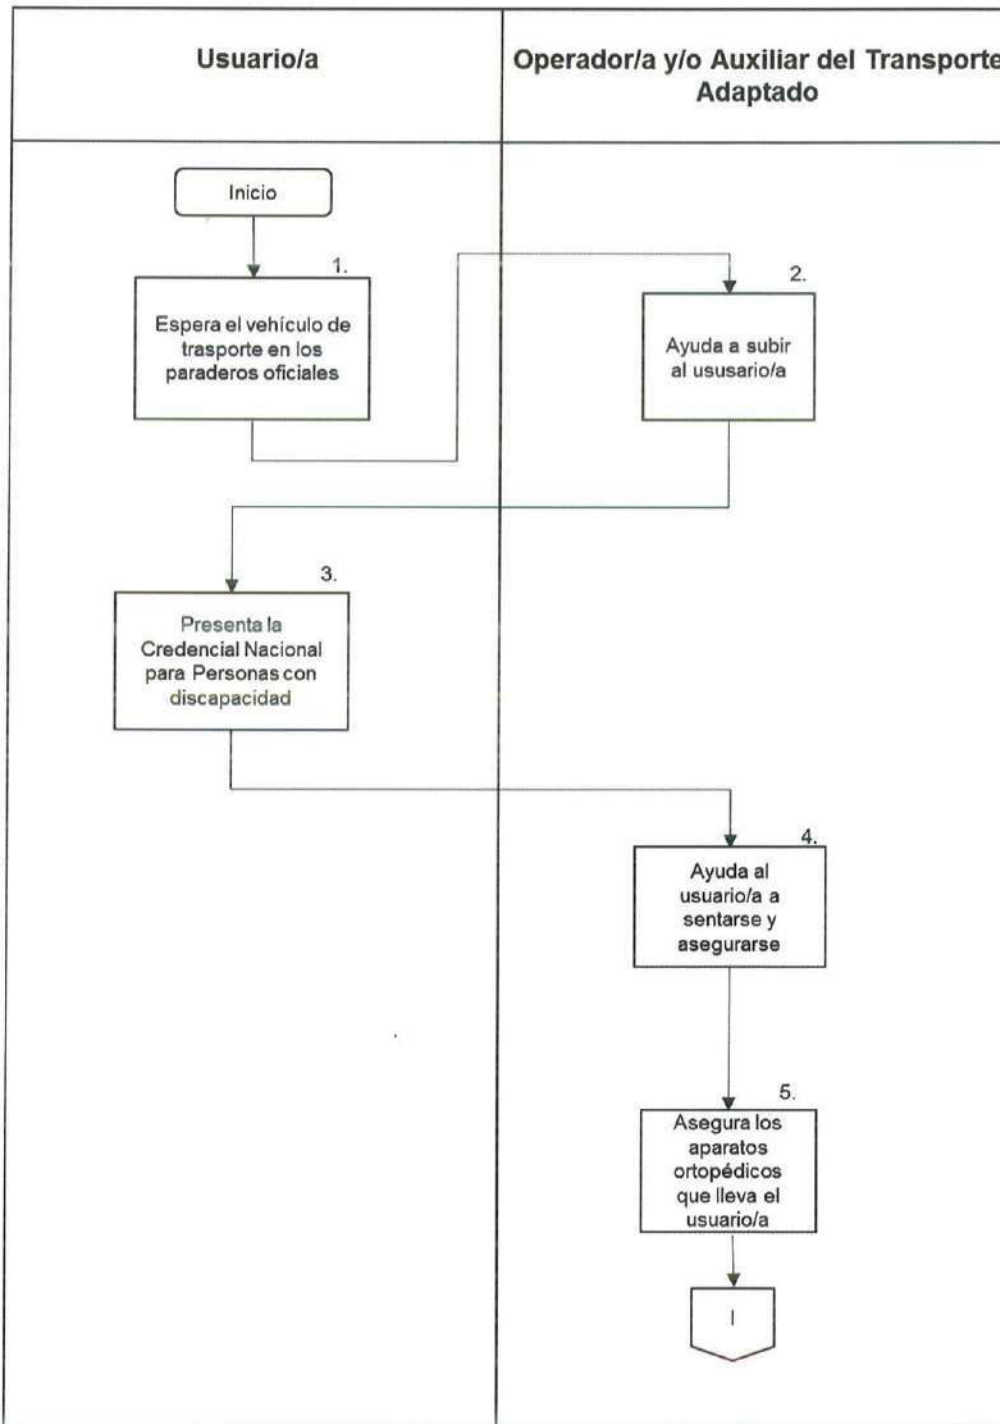 Usuario/a
Operador/a y/o Auxiliar del Transporte
Adaptado
Inicio
1.
Espera el vehículo de
trasporte en los
paraderos oficiales
2.
Ayuda a subir
al ususario/a
3.
Presenta la
Credencial Nacional
para Personas con
discapacidad
4.
Ayuda al
usuario/a a
sentarse y
asegurarse
5.
Asegura los
aparatos
ortopédicos
que lleva el
usuario/a
I